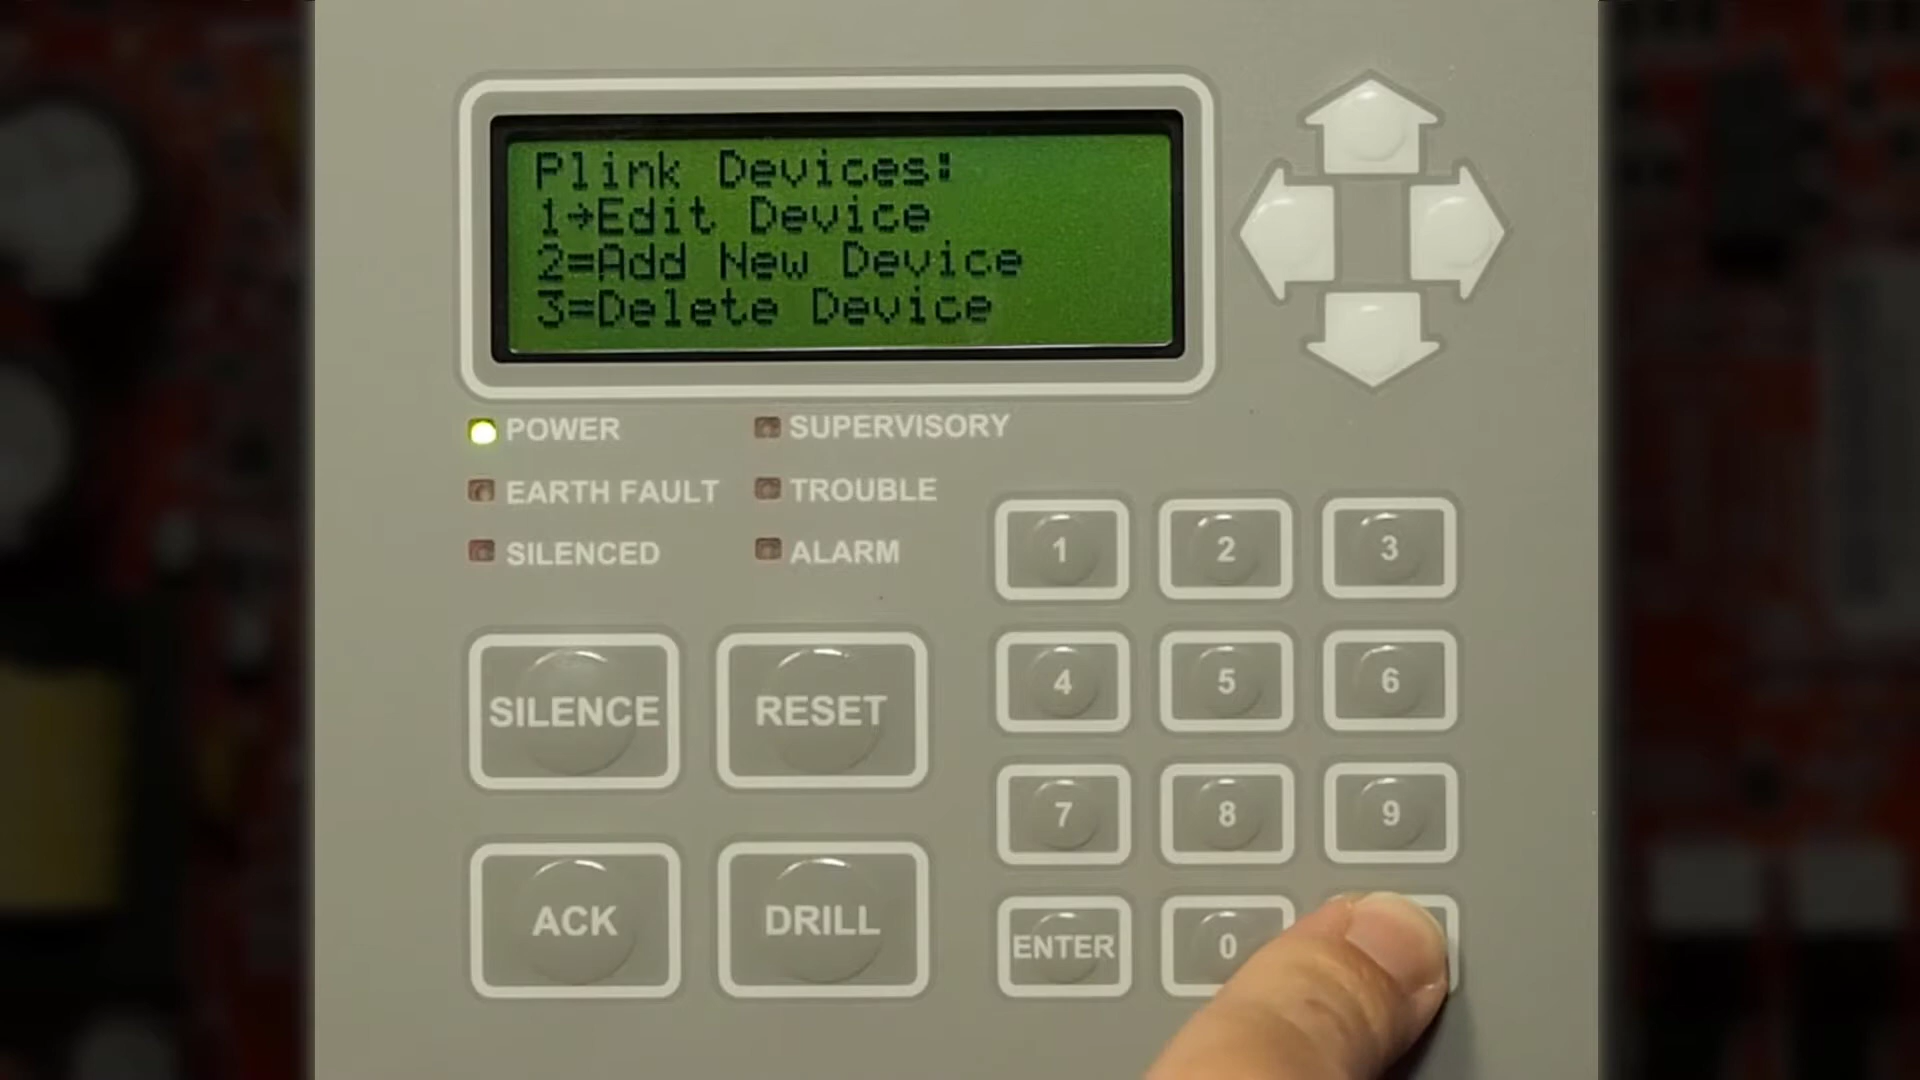 Plink Devices:
1→Edit Device
2=Add New Device
3=Delete Device
POWER
SUPERVISORY
EARTH FAULT
TROUBLE
SILENCED
ALARM
1 2 3
SILENCE RESET
4 5 6
7 8 9
ACK DRILL
ENTER 0